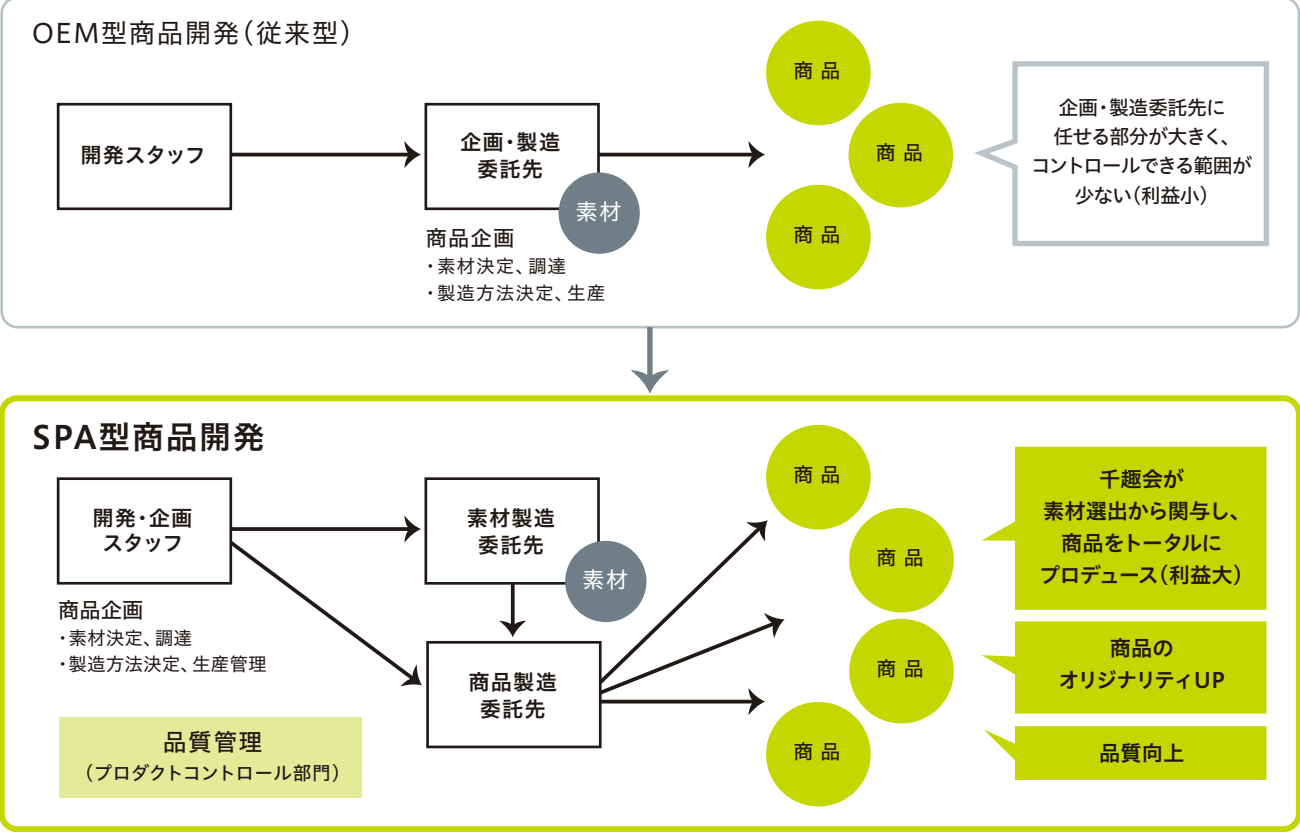 OEM型商品開発(従来型)
開発スタッフ
企画・製造
委託先
素材
商品企画
・素材決定、調達
・製造方法決定、生産
商 品
商 品
商 品
企画・製造委託先に
任せる部分が大きく、
コントロールできる範囲が
少ない(利益小)
SPA型商品開発
開発・企画
スタッフ
商品企画
・素材決定、調達
・製造方法決定、生産管理
品質管理
(プロダクトコントロール部門)
素材製造
委託先
素材
商品製造
委託先
商 品
商 品
商 品
商 品
千趣会が
素材選出から関与し、
商品をトータルに
プロデュース(利益大)
商品の
オリジナリティUP
品質向上